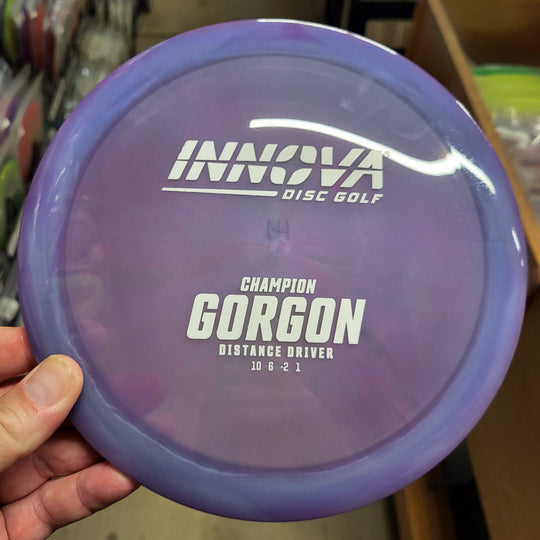 INNOVA
DISC GOLF
CHAMPION
GORGON
DISTANCE DRIVER
10 6 -2 1